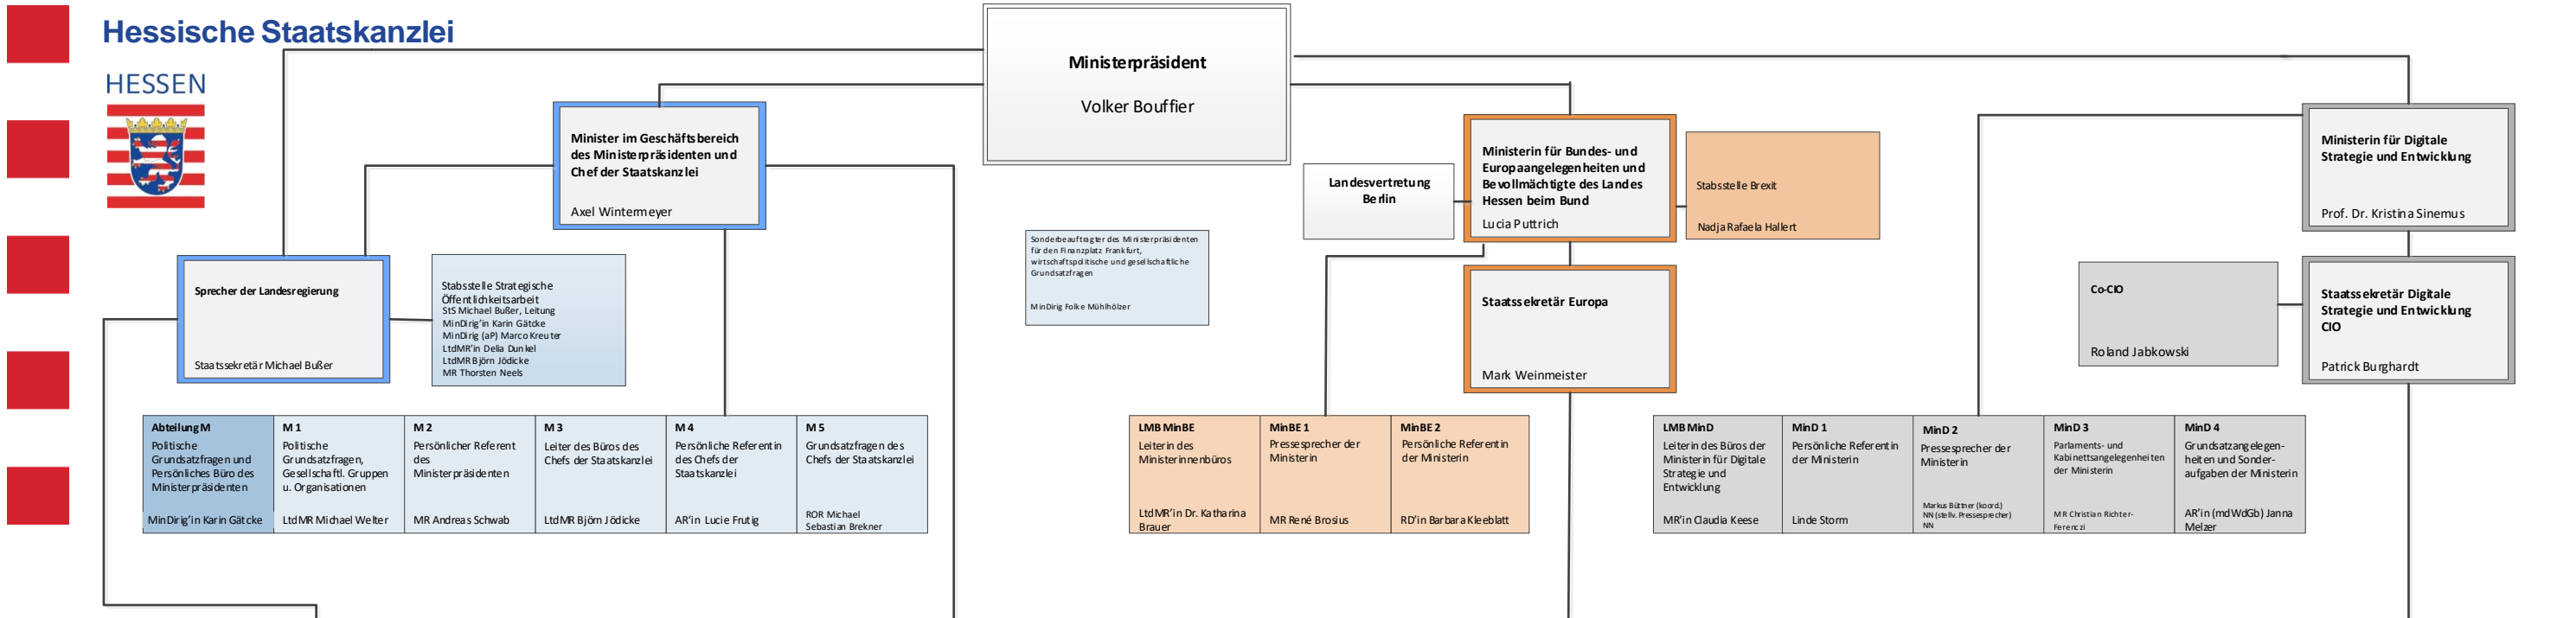 Hessische Staatskanzlei
HESSEN
Ministerpräsident
Volker Bouffier
Minister im Geschäftsbereich
des Ministerpräsidenten und
Chef der Staatskanzlei
Axel Wintermeyer
Sprecher der Landesregierung
Staatssekretär Michael Bußer
Stabsstelle Strategische
Öffentlichkeitsarbeit
StS Michael Bußer, Leitung
MinDirig'in Karin Gätcke
MinDirig (aP) Marco Kreuter
LtdMR'in Delia Dunkel
LtdMR Björn Jödicke
MR Thorsten Neels
Sonderbeauftragter des Ministerpräsidenten
für den Finanzplatz Frankfurt,
wirtschaftspolitische und gesellschaftliche
Grundsatzfragen
MinDirig Folke Mühlhölzer
Landesvertretung
Berlin
Ministerin für Bundes- und
Europaangelegenheiten und
Bevollmächtigte des Landes
Hessen beim Bund
Lucia Puttrich
Stabsstelle Brexit
Nadja Rafaela Hallert
Staatssekretär Europa
Mark Weinmeister
Ministerin für Digitale
Strategie und Entwicklung
Prof. Dr. Kristina Sinemus
Co-CIO
Roland Jabkowski
Staatssekretär Digitale
Strategie und Entwicklung
CIO
Patrick Burghardt
Abteilung M
Politische
Grundsatzfragen und
Persönliches Büro des
Ministerpräsidenten
MinDirig'in Karin Gätcke
M 1
Politische
Grundsatzfragen,
Gesellschaftl. Gruppen
u. Organisationen
LtdMR Michael Welter
M 2
Persönlicher Referent
des
Ministerpräsidenten
MR Andreas Schwab
M 3
Leiter des Büros des
Chefs der Staatskanzlei
LtdMR Björn Jödicke
M 4
Persönliche Referentin
des Chefs der
Staatskanzlei
AR'in Lucie Frutig
M 5
Grundsatzfragen des
Chefs der Staatskanzlei
ROR Michael
Sebastian Brekner
LMB MinBE
Leiterin des
Ministerinnenbüros
LtdMR'in Dr. Katharina
Brauer
MinBE 1
Pressesprecher der
Ministerin
MR René Brosius
MinBE 2
Persönliche Referentin
der Ministerin
RD'in Barbara Kleeblatt
LMB MinD
Leiterin des Büros der
Ministerin für Digitale
Strategie und
Entwicklung
MR'in Claudia Keese
MinD 1
Persönliche Referentin
der Ministerin
Linde Storm
MinD 2
Pressesprecher der
Ministerin
Markus Büttner (koord.)
NN (stellv. Pressesprecher)
NN
MinD 3
Parlaments- und
Kabinettsangelegenheiten
der Ministerin
MR Christian Richter-
Ferenczi
MinD 4
Grundsatzangelegen-
heiten und Sonder-
aufgaben der Ministerin
AR'in (mdWdGb) Janna
Melzer